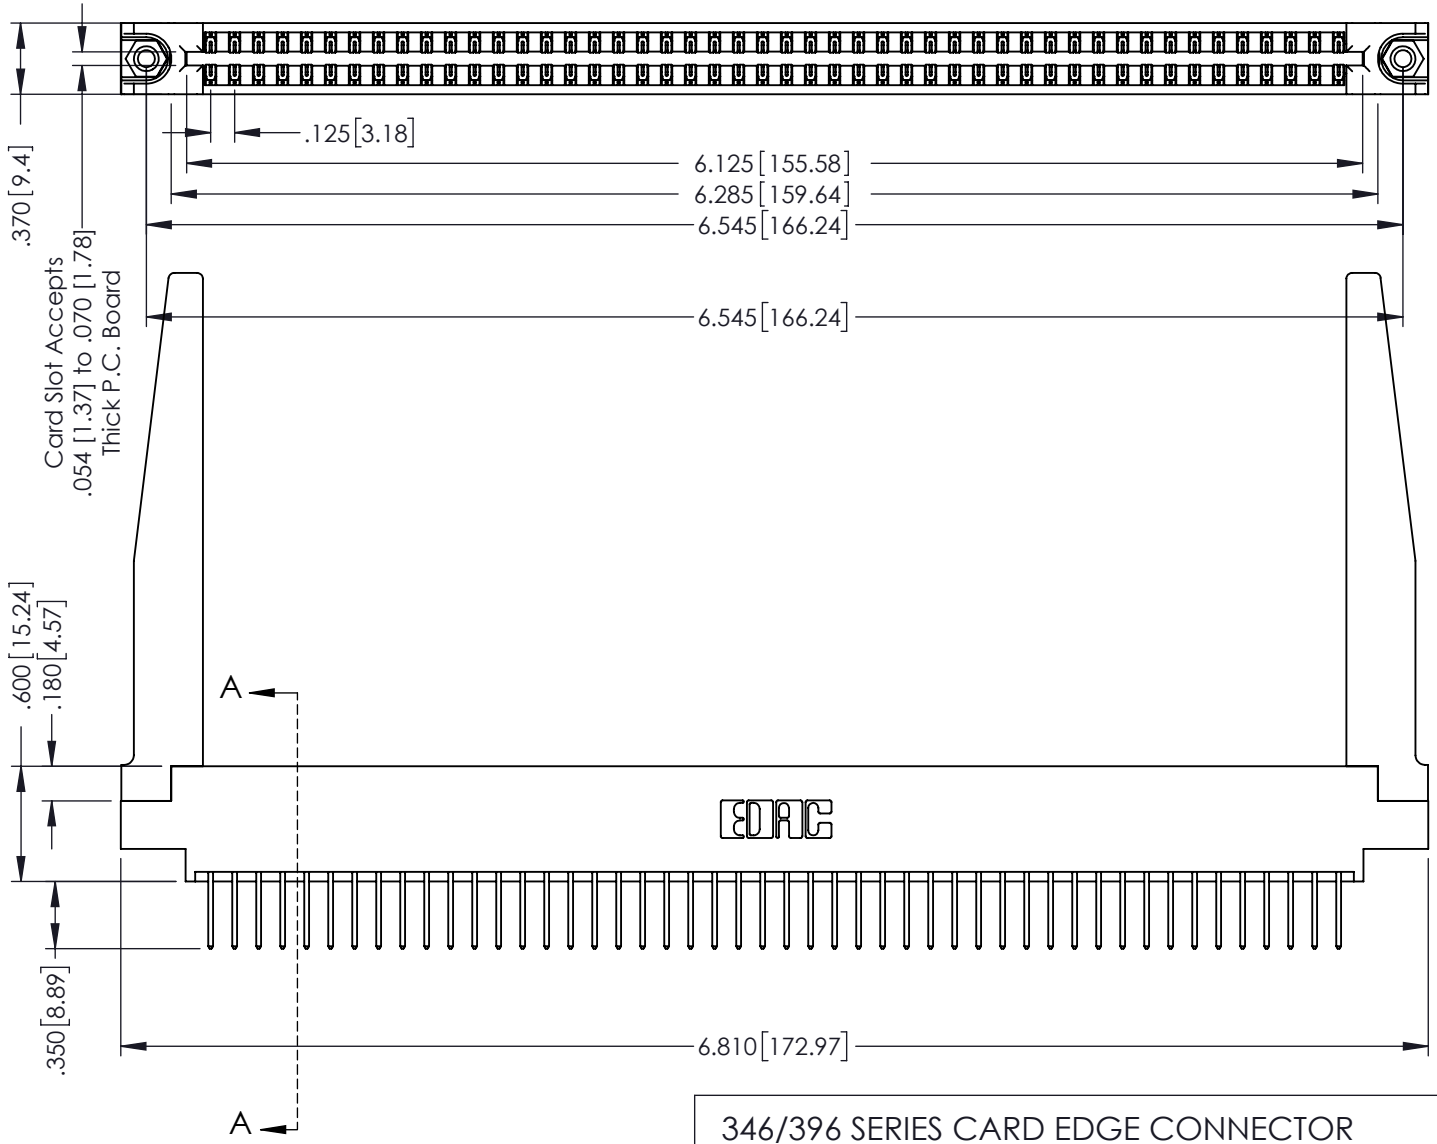 .125[3.18]
6.125[155.58]
6.285[159.64]
6.545[166.24]
.370[9.4]
Card Slot Accepts
.054 [1.37] to .070 [1.78]
Thick P.C. Board
6.545[166.24]
.600[15.24]
.180[4.57]
A
EDAC
.350[8.89]
6.810[172.97]
A
346/396 SERIES CARD EDGE CONNECTOR